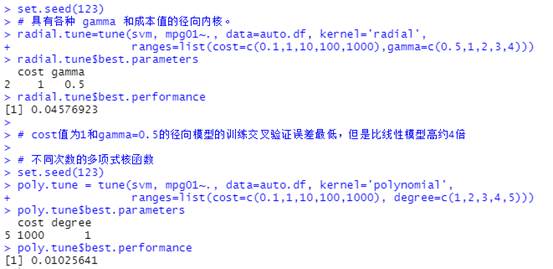 > set.seed(123)
> # 具有各种 gamma 和成本值的径向内核。
> radial.tune=tune(svm, mpg01~., data=auto.df, kernel='radial',
+ ranges=list(cost=c(0.1,1,10,100,1000),gamma=c(0.5,1,2,3,4)))
> radial.tune$best.parameters
cost gamma
2 1 0.5
> radial.tune$best.performance
[1] 0.04576923
>
> # cost值为1和gamma=0.5的径向模型的训练交叉验证误差最低，但是比线性模型高约4倍
>
> # 不同次数的多项式核函数
> set.seed(123)
> poly.tune = tune(svm, mpg01~., data=auto.df, kernel='polynomial',
+ ranges=list(cost=c(0.1,1,10,100,1000), degree=c(1,2,3,4,5)))
> poly.tune$best.parameters
cost degree
5 1000 1
> poly.tune$best.performance
[1] 0.01025641